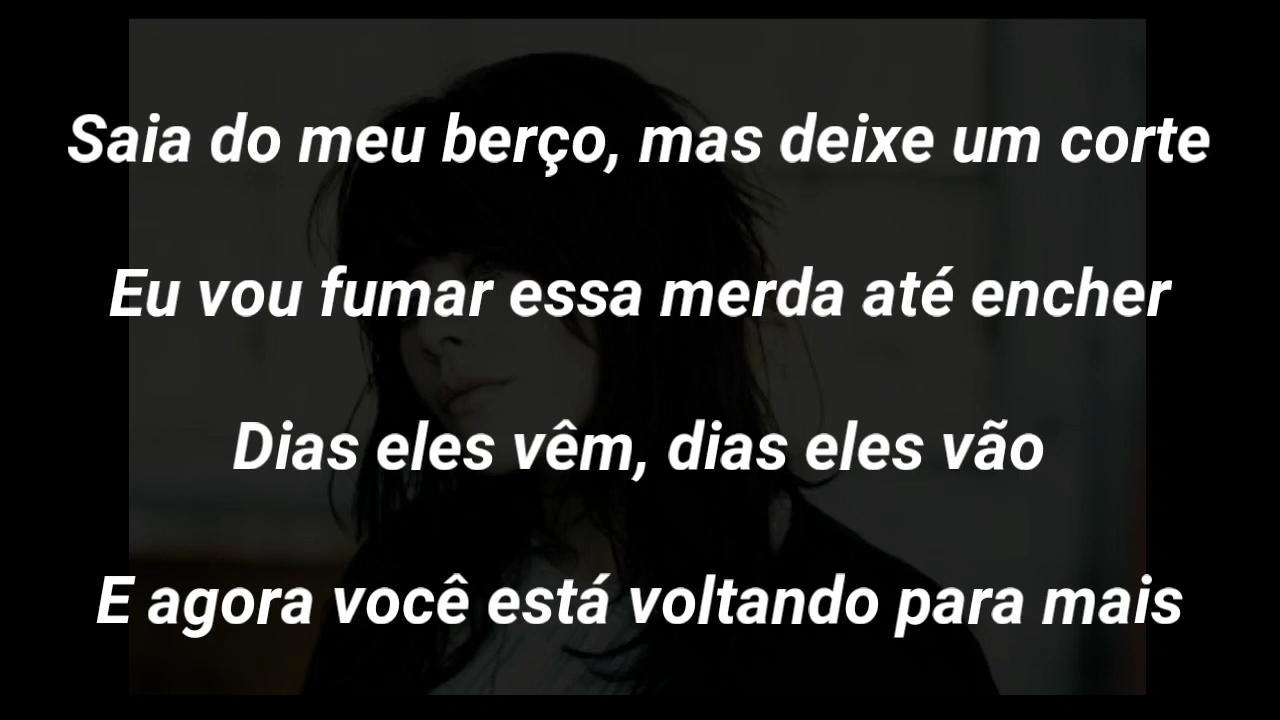 Saia do meu berço, mas deixe um corte
Eu vou fumar essa merda até encher
Dias eles vêm, dias eles vão
E agora você está voltando para mais